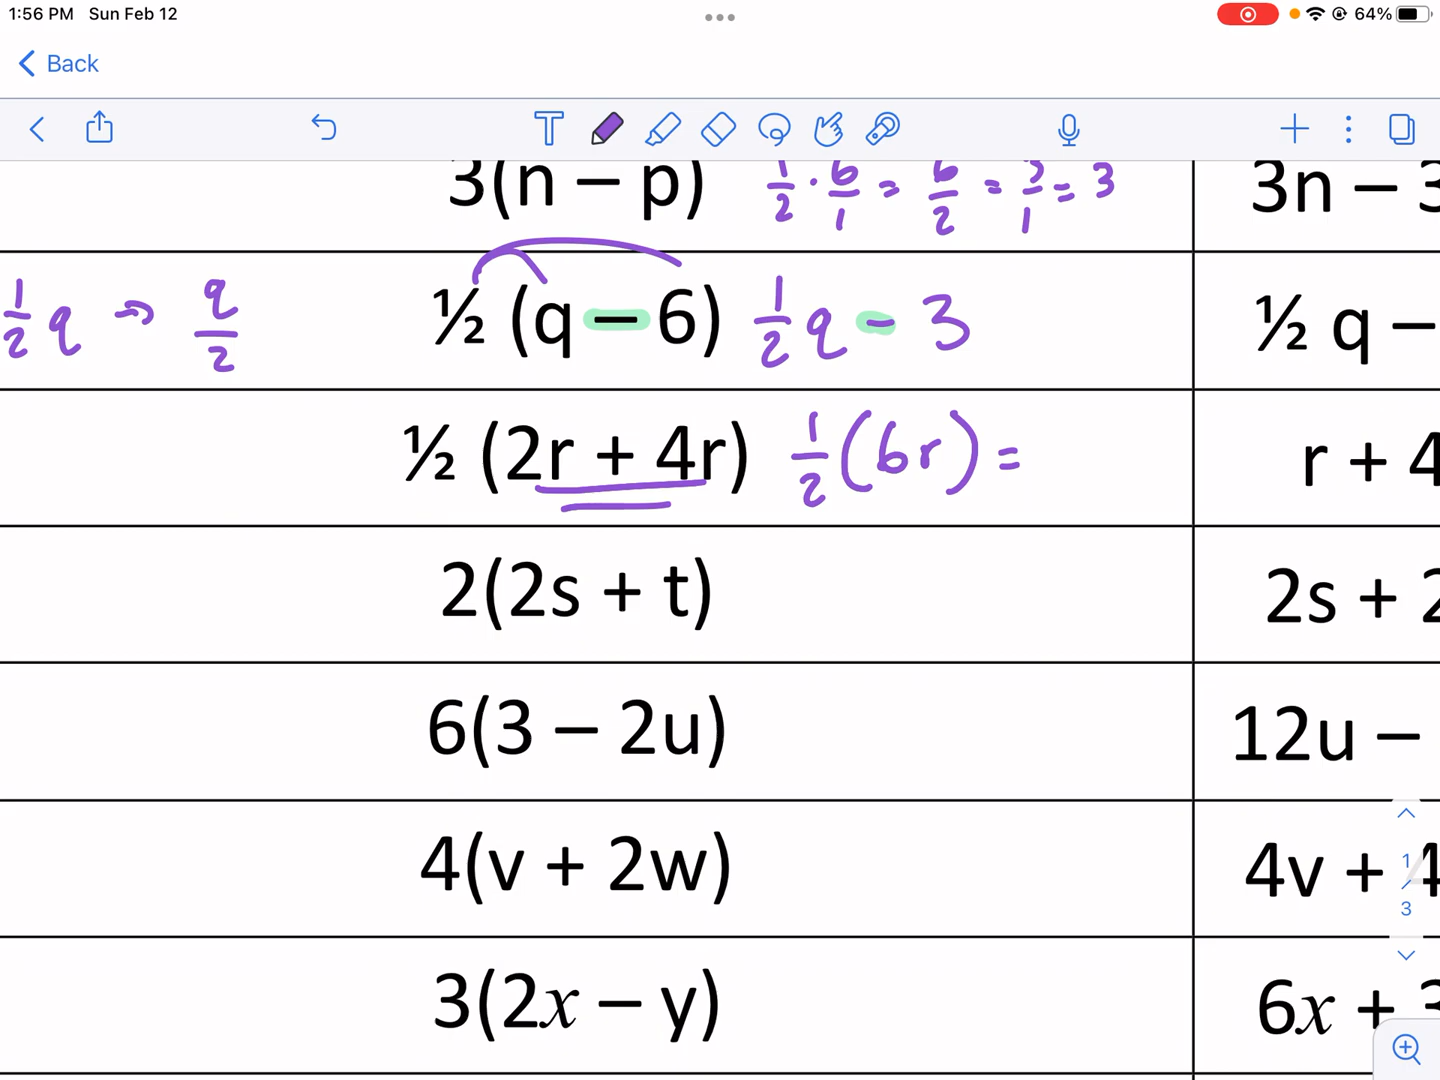 1:56 PM Sun Feb 12
64%
Back
3(n − p) 1/2 · 6/1 = 6/2 = 3/1 = 3 3n − 3
1/2 q → q/2 ½ (q − 6) 1/2 q − 3 ½ q −
½ (2r + 4r) 1/2 (6r) = r + 4
2(2s + t) 2s + 2
6(3 − 2u) 12u −
4(v + 2w) 4v + 4
1/3
3(2x − y) 6x + 3